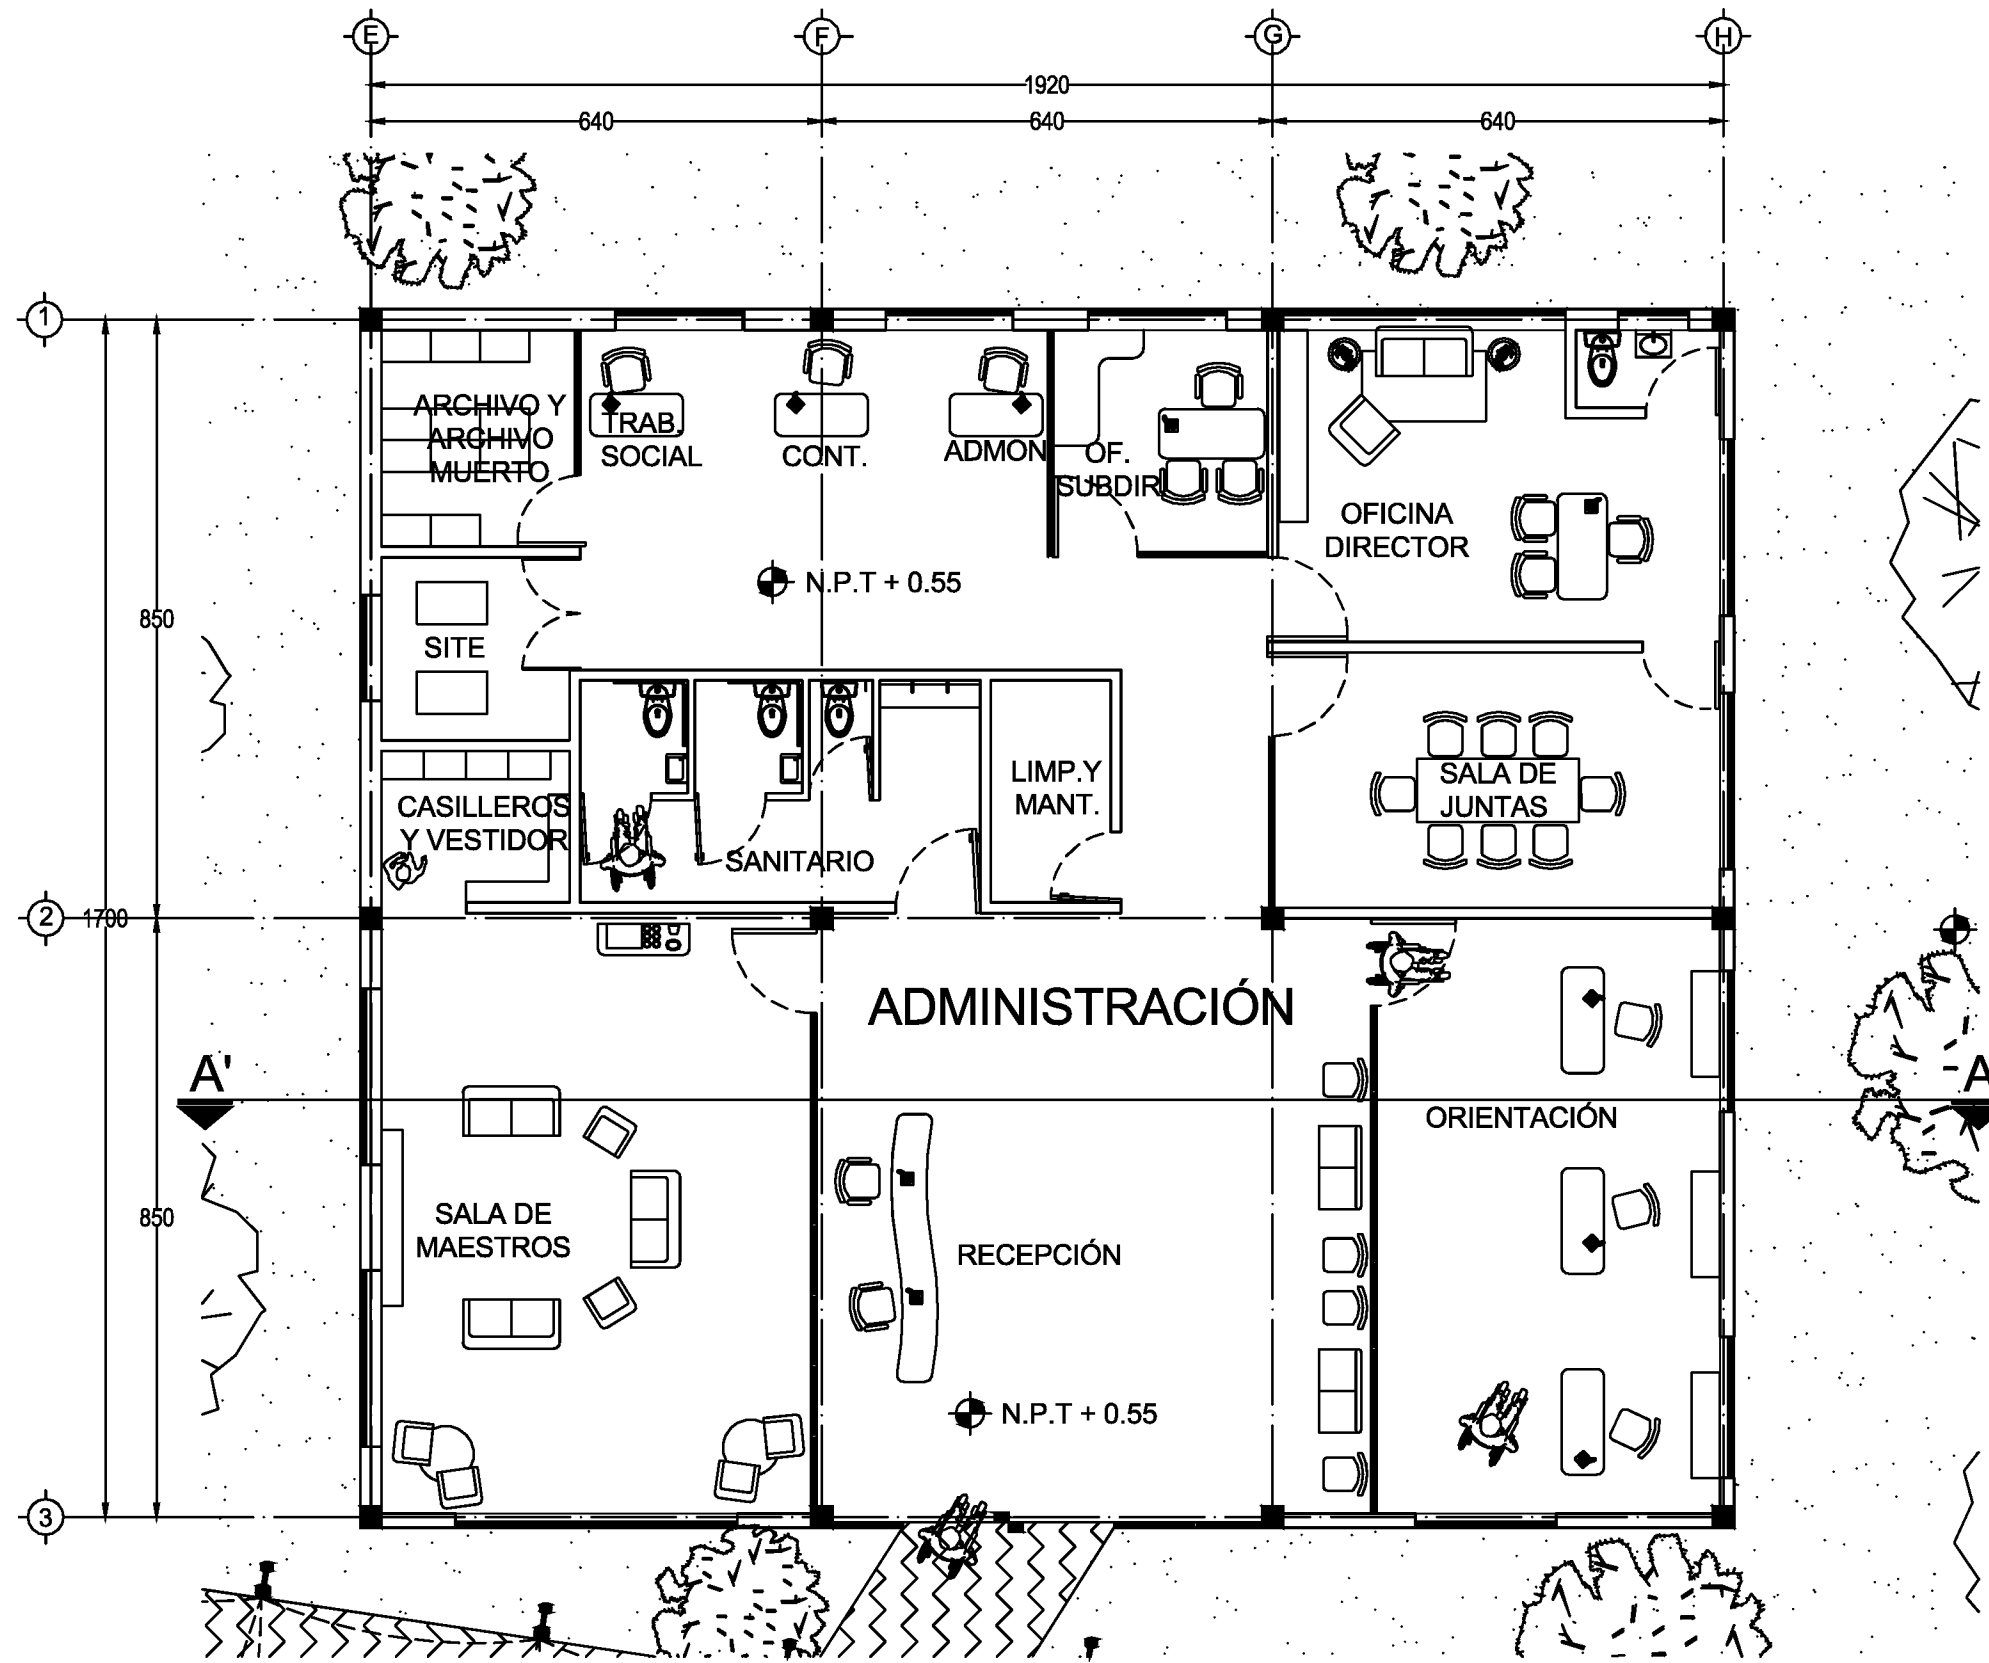 E F G H
1920
640 640 640
1
ARCHIVO Y
ARCHIVO
MUERTO
TRAB.
SOCIAL
CONT.
ADMON
OF.
SUBDIR
OFICINA
DIRECTOR
N.P.T + 0.55
850
SITE
LIMP.Y
MANT.
SALA DE
JUNTAS
CASILLEROS
Y VESTIDOR
SANITARIO
2
1700
ADMINISTRACIÓN
A'
A
ORIENTACIÓN
850
SALA DE
MAESTROS
RECEPCIÓN
N.P.T + 0.55
3